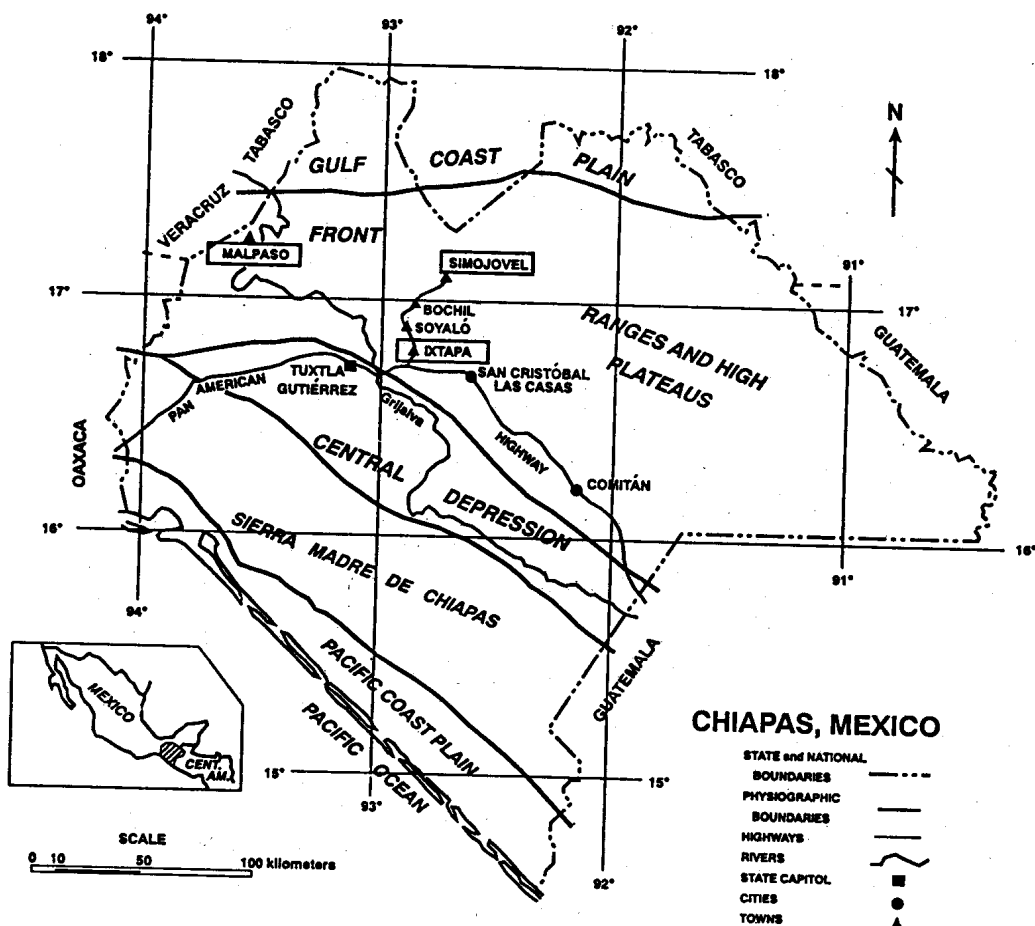 94°
93°
92°
18°
18°
N
TABASCO
TABASCO
GULF COAST PLAIN
VERACRUZ
FRONT
MALPASO
SIMOJOVEL
91°
17°
17°
BOCHIL
SOYALÓ
IXTAPA
RANGES AND HIGH
PLATEAUS
GUATEMALA
SAN CRISTÓBAL
LAS CASAS
TUXTLA
GUTIÉRREZ
PAN AMERICAN
HIGHWAY
Grijalva
OAXACA
CENTRAL
DEPRESSION
COMITÁN
16°
16°
SIERRA MADRE DE CHIAPAS
94°
91°
PACIFIC COAST PLAIN
PACIFIC OCEAN
GUATEMALA
MEXICO
CENT.
AM.
15°
15°
93°
92°
CHIAPAS, MEXICO
STATE and NATIONAL
BOUNDARIES
PHYSIOGRAPHIC
BOUNDARIES
HIGHWAYS
RIVERS
STATE CAPITOL
CITIES
TOWNS
SCALE
0 10 50 100 kilometers